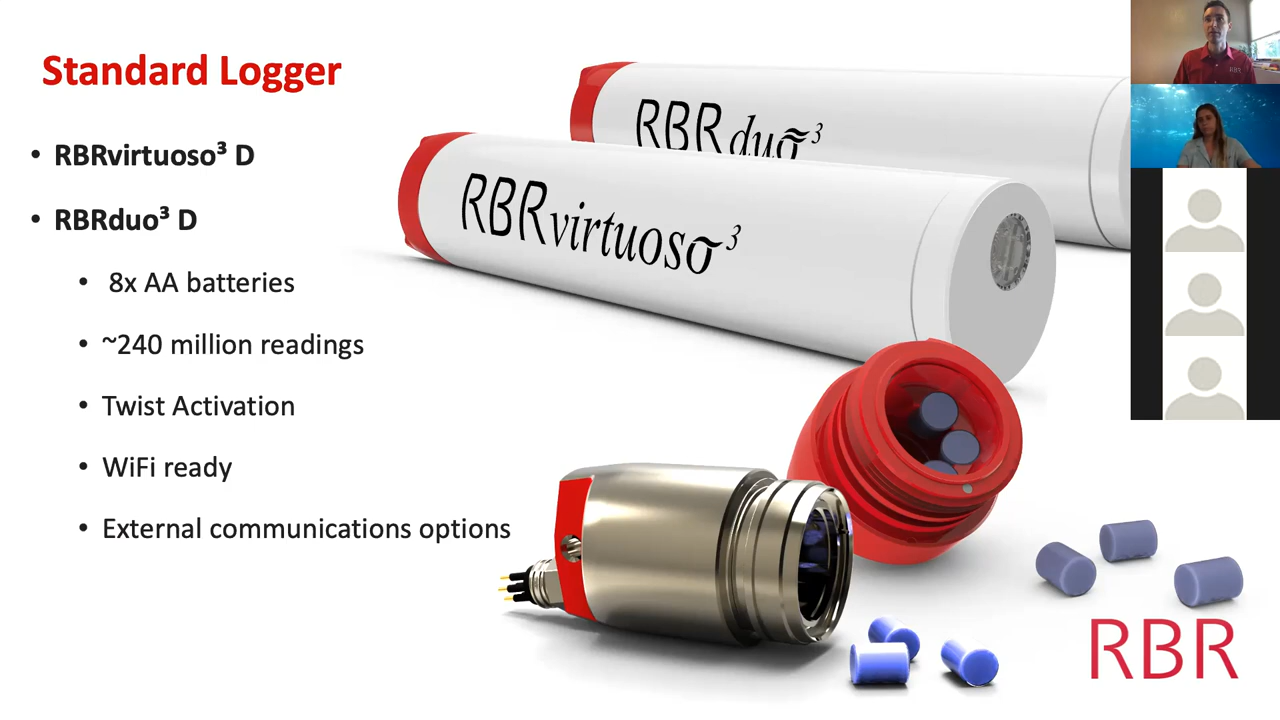 Standard Logger
• RBRvirtuoso³ D
• RBRduo³ D
• 8x AA batteries
• ~240 million readings
• Twist Activation
• WiFi ready
• External communications options
RBRduo³
RBRvirtuoso³
RBR
RBR